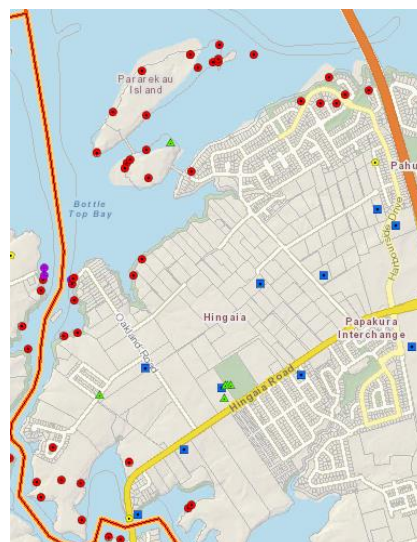 Pararekau
Island
Pahu
Bottle
Top Bay
Harbourside Drive
Oakland Road
Hingaia
Papakura
Interchange
Hingaia Road